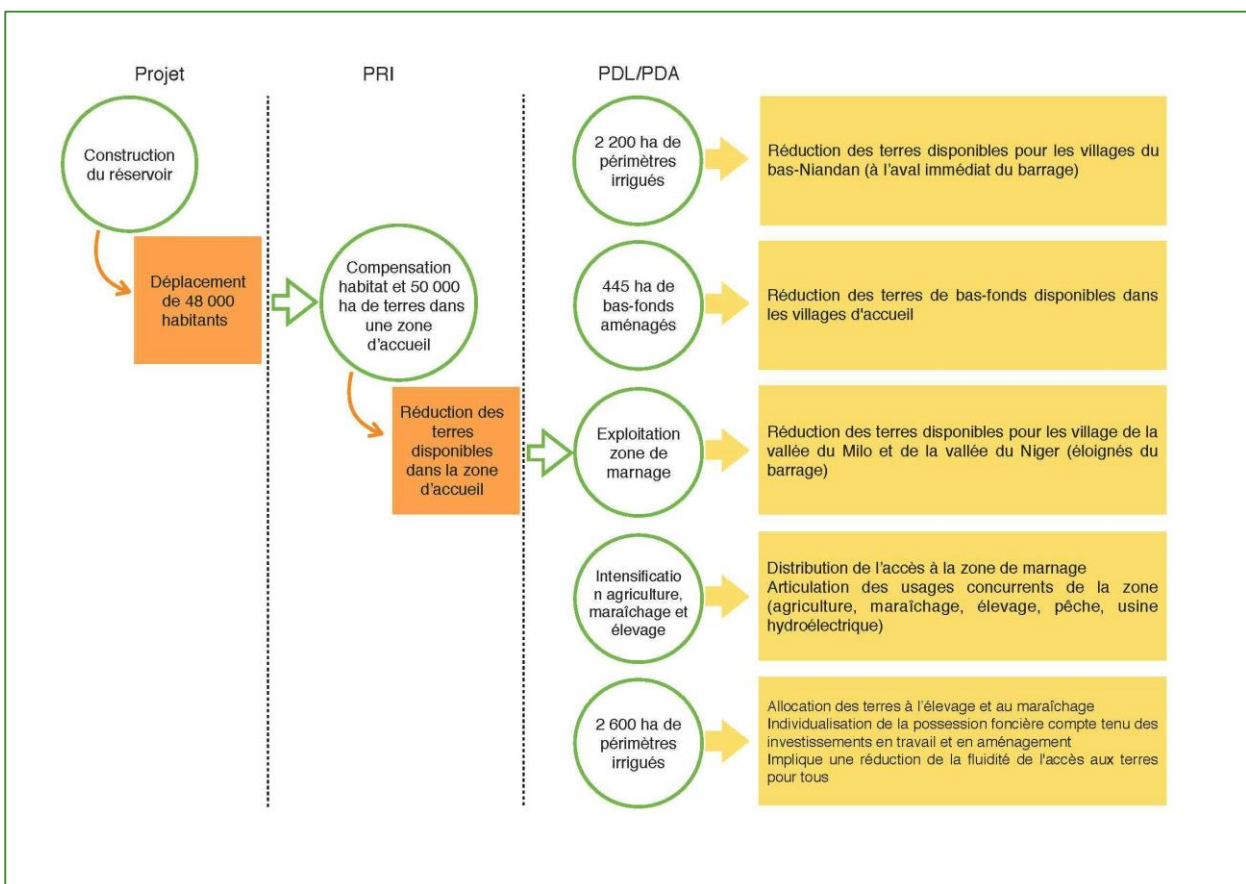 Projet
PRI
PDL/PDA
Construction
du réservoir
Déplacement
de 48 000
habitants
Compensation
habitat et 50 000
ha de terres dans
une zone
d'accueil
Réduction des
terres
disponibles
dans la zone
d'accueil
2 200 ha de
périmètres
irrigués
Réduction des terres disponibles pour les villages du
bas-Niandan (à l'aval immédiat du barrage)
445 ha de
bas-fonds
aménagés
Réduction des terres de bas-fonds disponibles dans
les villages d'accueil
Exploitation
zone de
marnage
Réduction des terres disponibles pour les village de la
vallée du Milo et de la vallée du Niger (éloignés du
barrage)
Intensificatio
n agriculture,
maraîchage et
élevage
Distribution de l'accès à la zone de marnage
Articulation des usages concurrents de la zone
(agriculture, maraîchage, élevage, pêche, usine
hydroélectrique)
2 600 ha de
périmètres
irrigués
Allocation des terres à l'élevage et au maraîchage
Individualisation de la possession foncière compte tenu des
investissements en travail et en aménagement
Implique une réduction de la fluidité de l'accès aux terres
pour tous